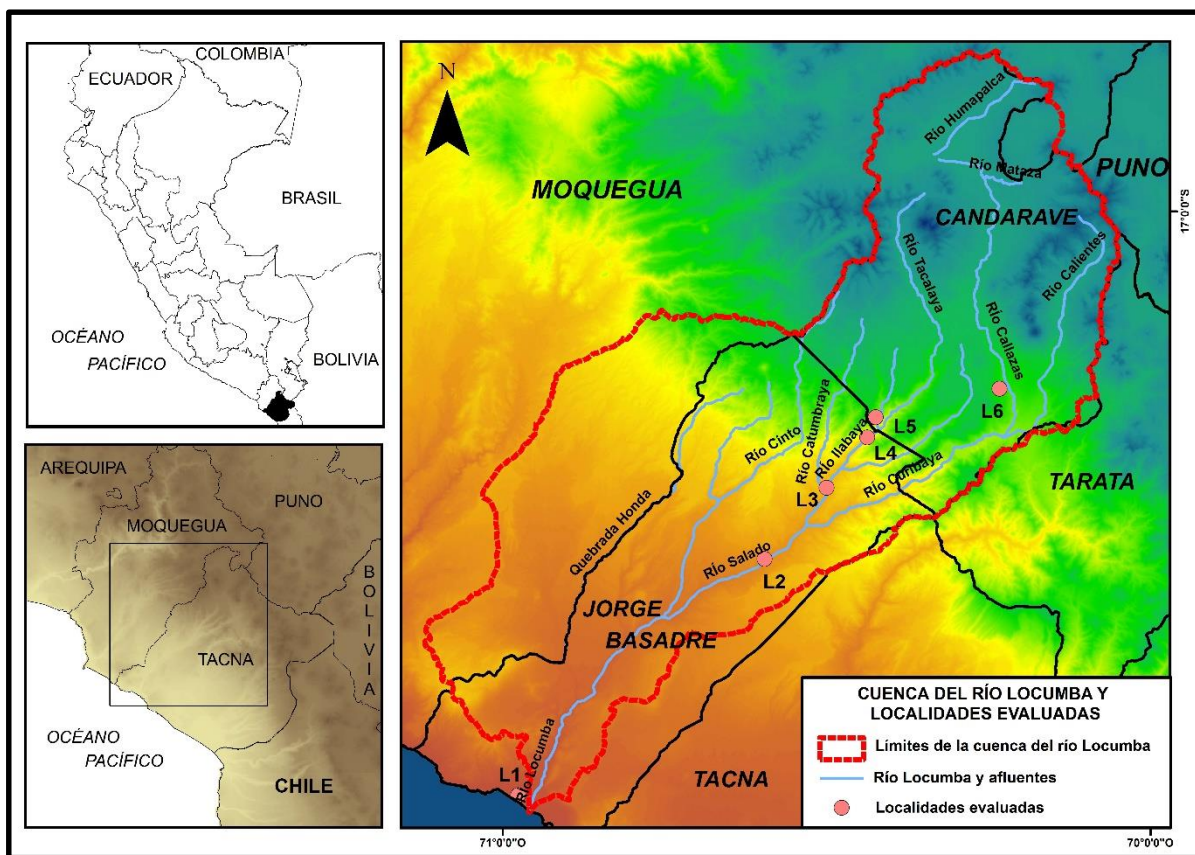 COLOMBIA
ECUADOR
BRASIL
OCÉANO
PACÍFICO
BOLIVIA
AREQUIPA
PUNO
MOQUEGUA
BOLIVIA
TACNA
OCÉANO
PACÍFICO
CHILE
N
Río Humapalca
MOQUEGUA
Río Mataza
PUNO
CANDARAVE
17°0'0"S
Río Tacalaya
Río Calientes
Río Callazas
L6
L5
L4
Río Ilabaya
Río Catumbraya
Río Cinto
Río Curibaya
TARATA
L3
Quebrada Honda
Río Salado
L2
JORGE
BASADRE
Río Locumba
L1
TACNA
CUENCA DEL RÍO LOCUMBA Y
LOCALIDADES EVALUADAS
Límites de la cuenca del río Locumba
Río Locumba y afluentes
Localidades evaluadas
71°0'0"O
70°0'0"O